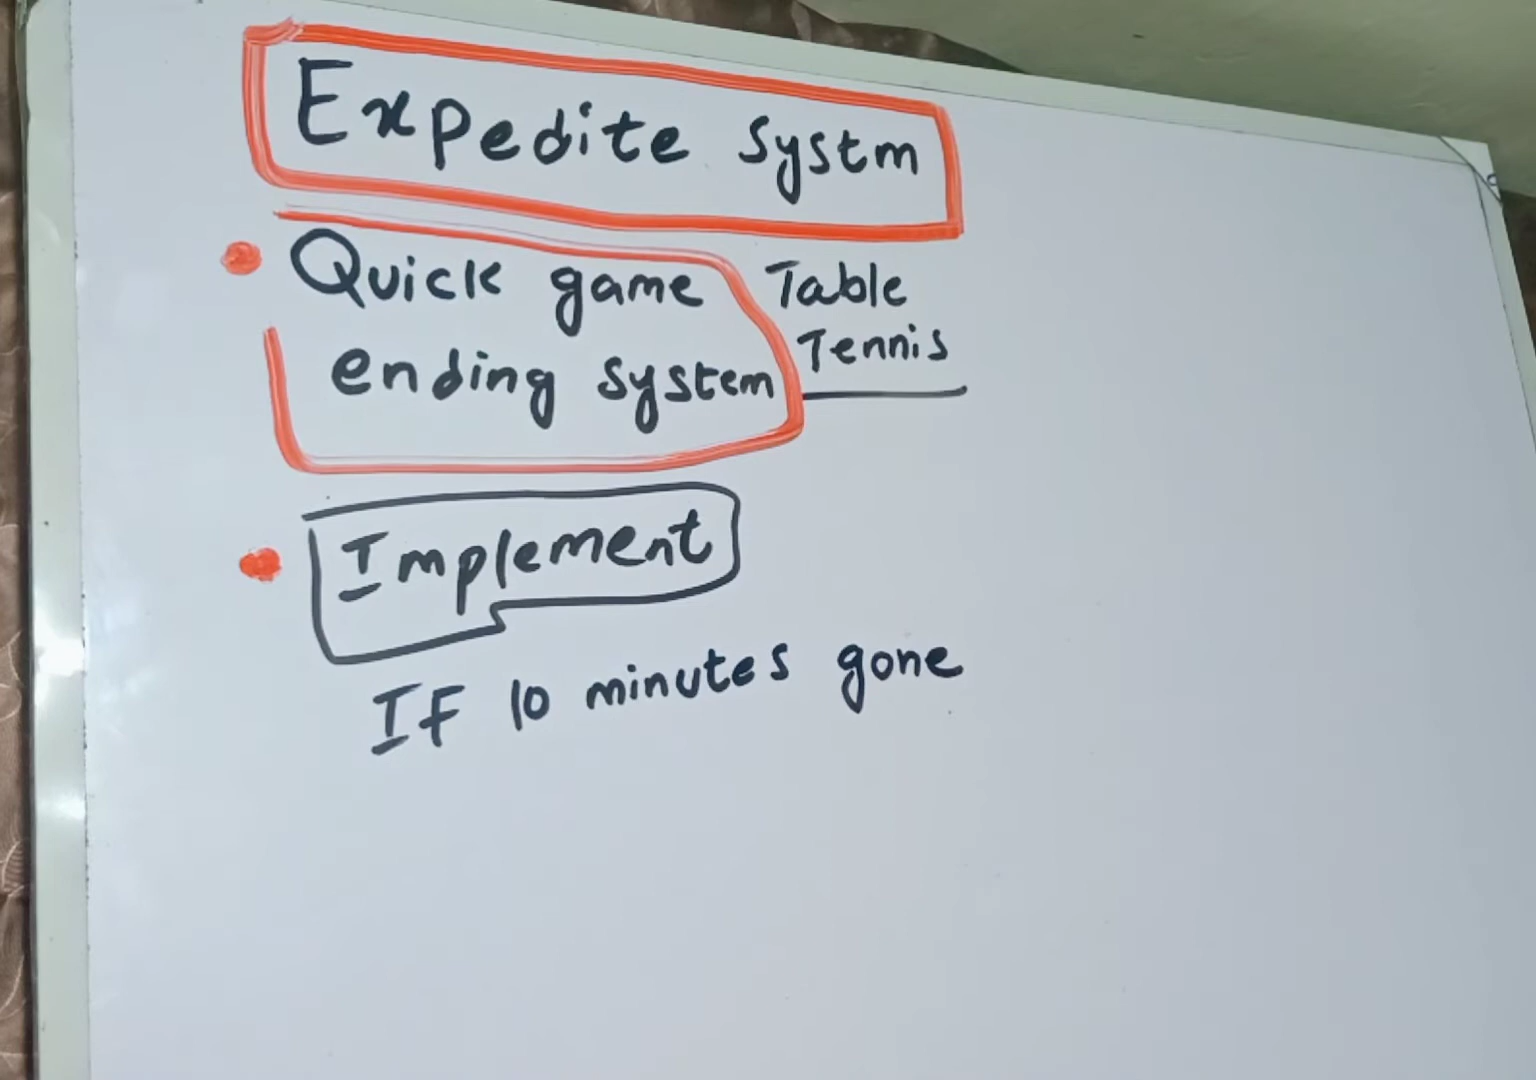 Expedite Systm
Quick game
ending system
Table
Tennis
Implement
IF 10 minutes gone